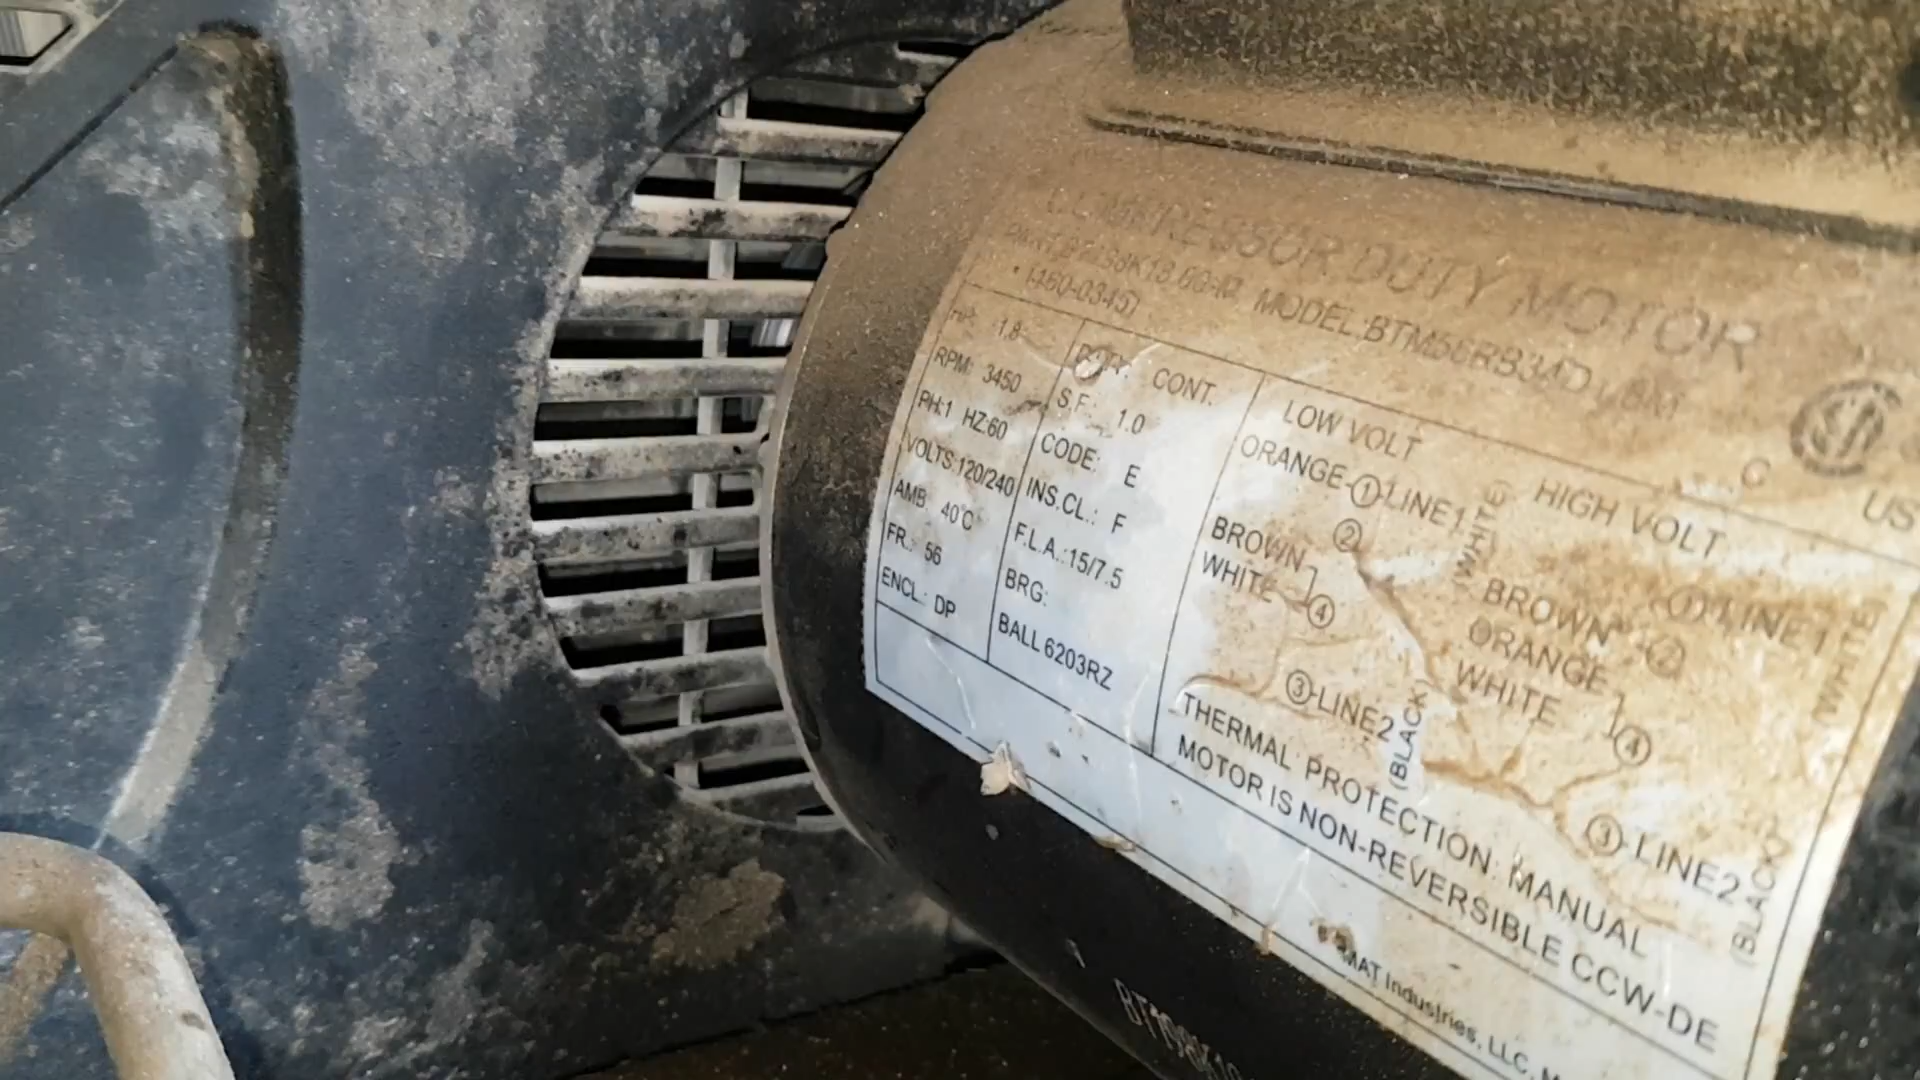 COMPRESSOR DUTY MOTOR
MODEL:BTM56RB34D
(160-0345)
HP: 1.8
RPM: 3450
PH:1 HZ:60
VOLTS:120/240
AMB 40°C
FR.: 56
ENCL.: DP
CONT.
S.F.: 1.0
CODE: E
INS.CL.: F
F.L.A.:15/7.5
BRG:
BALL 6203RZ
LOW VOLT
ORANGE-①LINE1
(WHITE)
②
BROWN
WHITE
④
③-LINE2
(BLACK)
HIGH VOLT
①-LINE 1
(WHITE)
BROWN-②
ORANGE
WHITE
④
③-LINE2
(BLACK)
C
US
THERMAL PROTECTION: MANUAL
MOTOR IS NON-REVERSIBLE CCW-DE
MAT Industries, LLC,